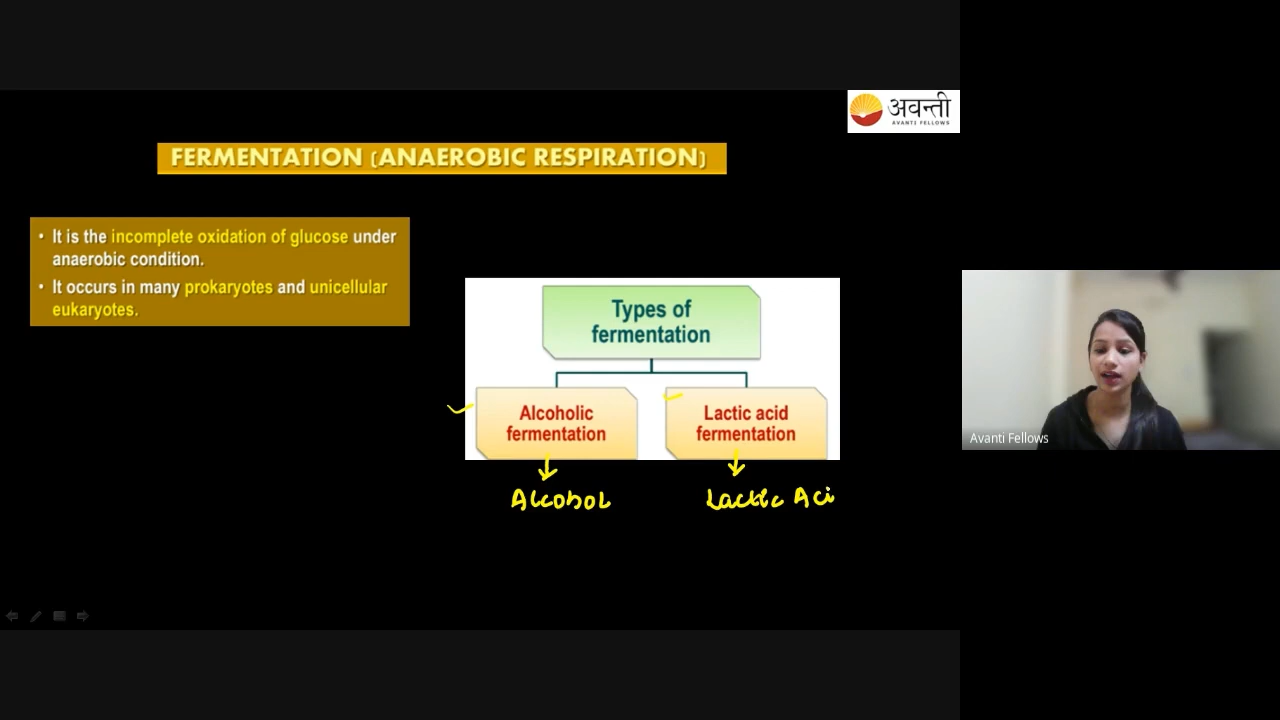 अवन्ती
AVANTI FELLOWS
FERMENTATION (ANAEROBIC RESPIRATION)
• It is the incomplete oxidation of glucose under
anaerobic condition.
• It occurs in many prokaryotes and unicellular
eukaryotes.
Types of
fermentation
Alcoholic
fermentation
Lactic acid
fermentation
Alcohol
Lactic Aci
Avanti Fellows